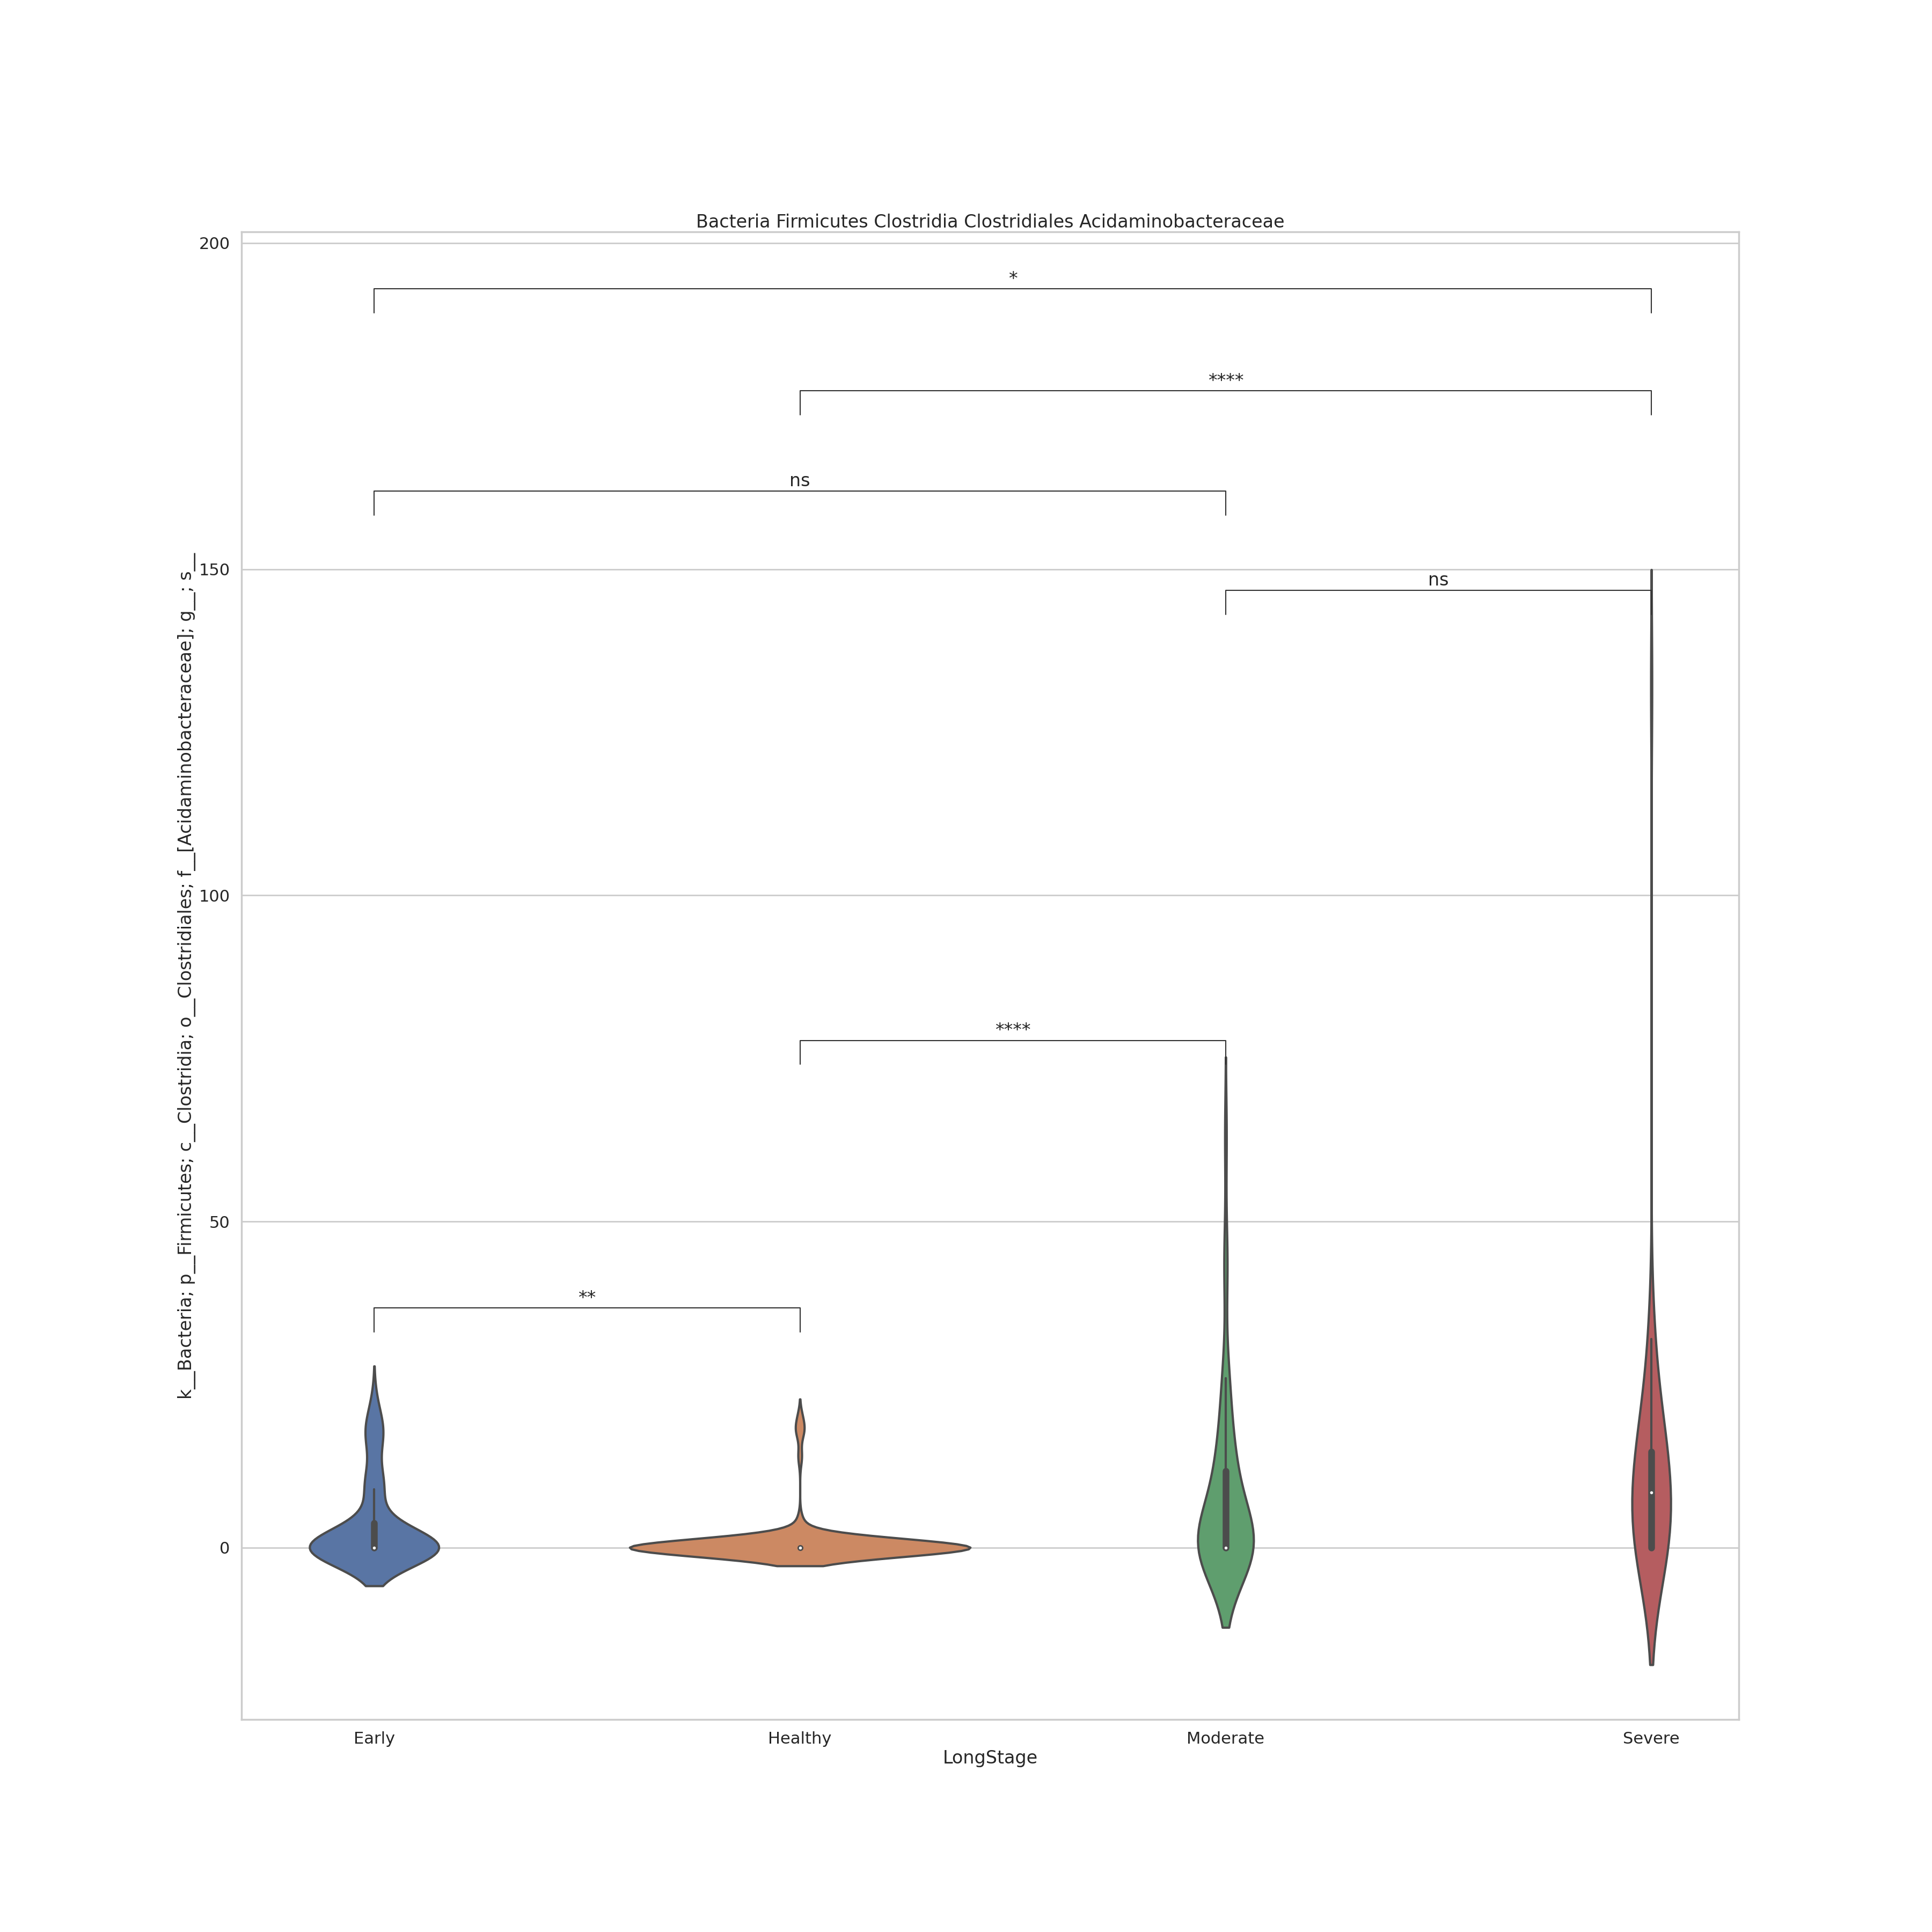 Bacteria Firmicutes Clostridia Clostridiales Acidaminobacteraceae
k__Bacteria; p__Firmicutes; c__Clostridia; o__Clostridiales; f__[Acidaminobacteraceae]; g__; s__
200
150
100
50
0
*
****
ns
ns
****
**
Early Healthy Moderate Severe
LongStage